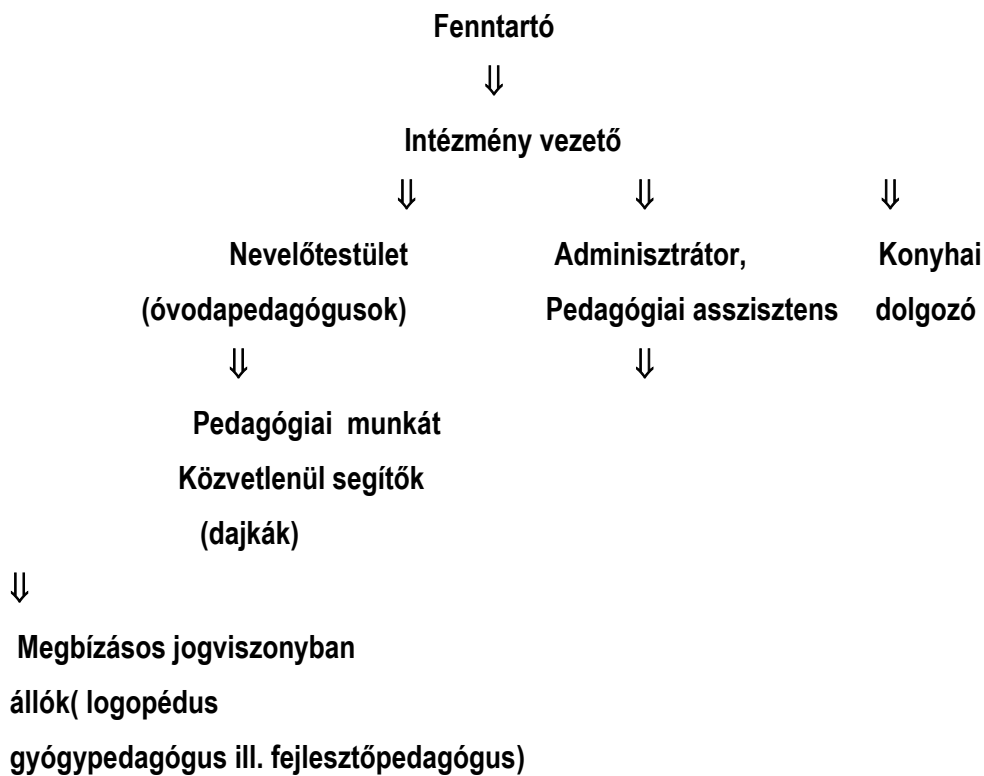 Fenntartó
⇓
Intézmény vezető
⇓ ⇓ ⇓
Nevelőtestület Adminisztrátor, Konyhai
(óvodapedagógusok) Pedagógiai asszisztens dolgozó
⇓ ⇓
Pedagógiai munkát
Közvetlenül segítők
(dajkák)
⇓
Megbízásos jogviszonyban
állók( logopédus
gyógypedagógus ill. fejlesztőpedagógus)